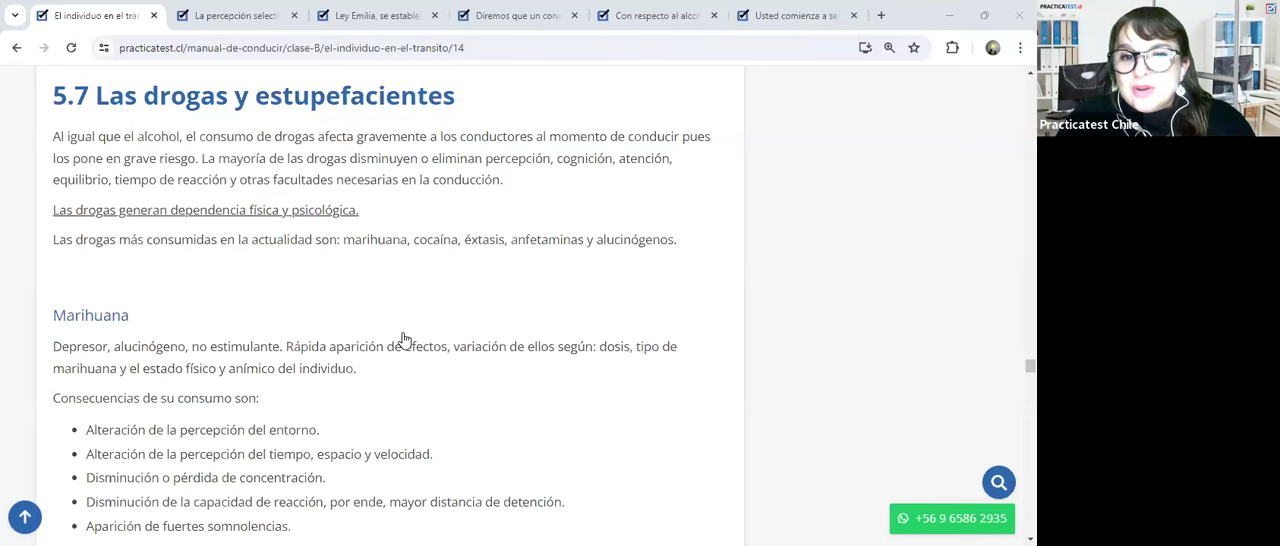 El individuo en el trán
La percepción selecti
Ley Emilia, se estable
Diremos que un con
Con respecto al alcol
Usted comienza a se
practicatest.cl/manual-de-conducir/clase-B/el-individuo-en-el-transito/14
PRACTICATEST.cl
Practicatest Chile
5.7 Las drogas y estupefacientes
Al igual que el alcohol, el consumo de drogas afecta gravemente a los conductores al momento de conducir pues
los pone en grave riesgo. La mayoría de las drogas disminuyen o eliminan percepción, cognición, atención,
equilibrio, tiempo de reacción y otras facultades necesarias en la conducción.
Las drogas generan dependencia física y psicológica.
Las drogas más consumidas en la actualidad son: marihuana, cocaína, éxtasis, anfetaminas y alucinógenos.
Marihuana
Depresor, alucinógeno, no estimulante. Rápida aparición de efectos, variación de ellos según: dosis, tipo de
marihuana y el estado físico y anímico del individuo.
Consecuencias de su consumo son:
Alteración de la percepción del entorno.
Alteración de la percepción del tiempo, espacio y velocidad.
Disminución o pérdida de concentración.
Disminución de la capacidad de reacción, por ende, mayor distancia de detención.
Aparición de fuertes somnolencias.
+56 9 6586 2935